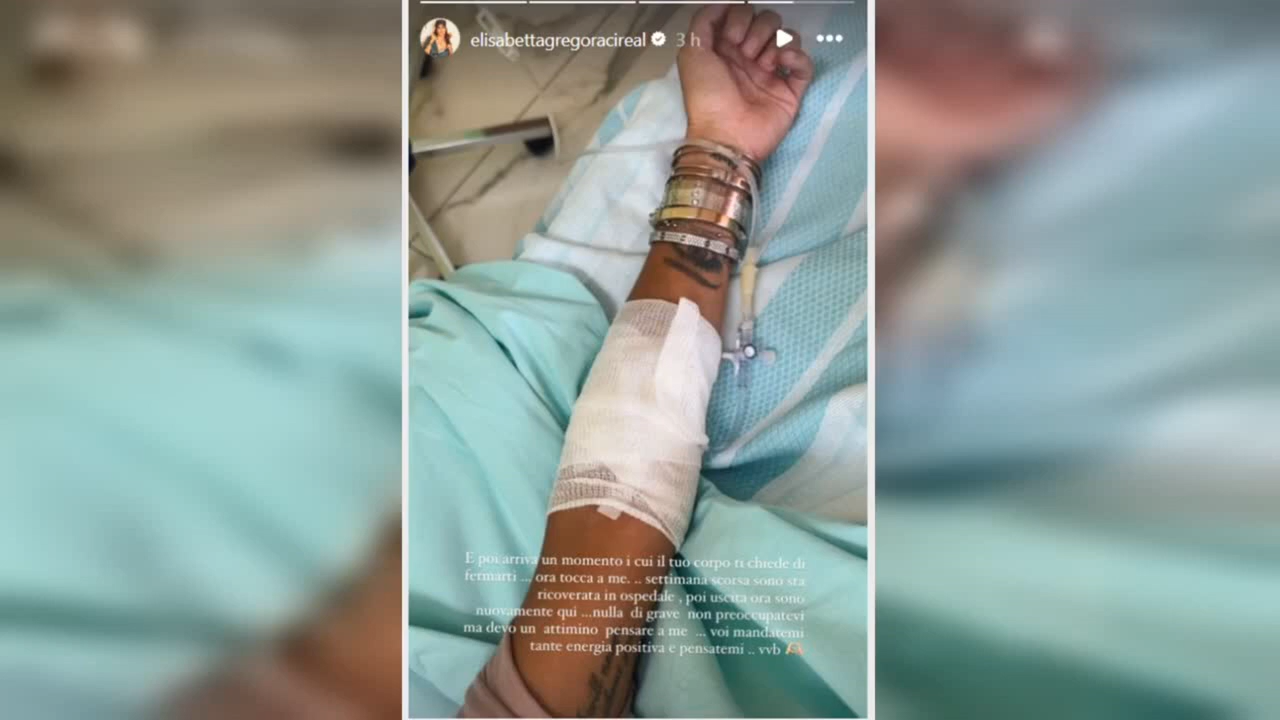 elisabettagregoracireal 3 h
E poi arriva un momento i cui il tuo corpo ti chiede di
fermarti ... ora tocca a me. .. settimana scorsa sono sta
ricoverata in ospedale , poi uscita ora sono
nuovamente qui ...nulla di grave non preoccupatevi
ma devo un attimino pensare a me ... voi mandatemi
tante energia positiva e pensatemi .. vvb